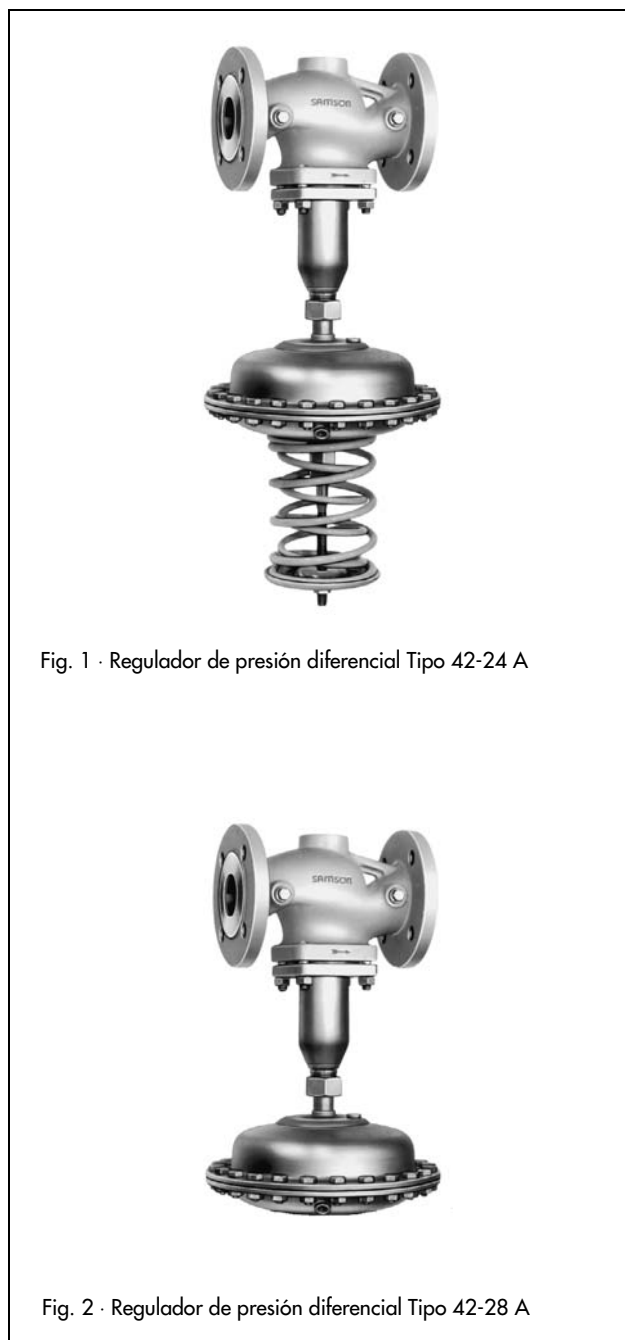 SAMSON
Fig. 1 · Regulador de presión diferencial Tipo 42-24 A
SAMSON
Fig. 2 · Regulador de presión diferencial Tipo 42-28 A